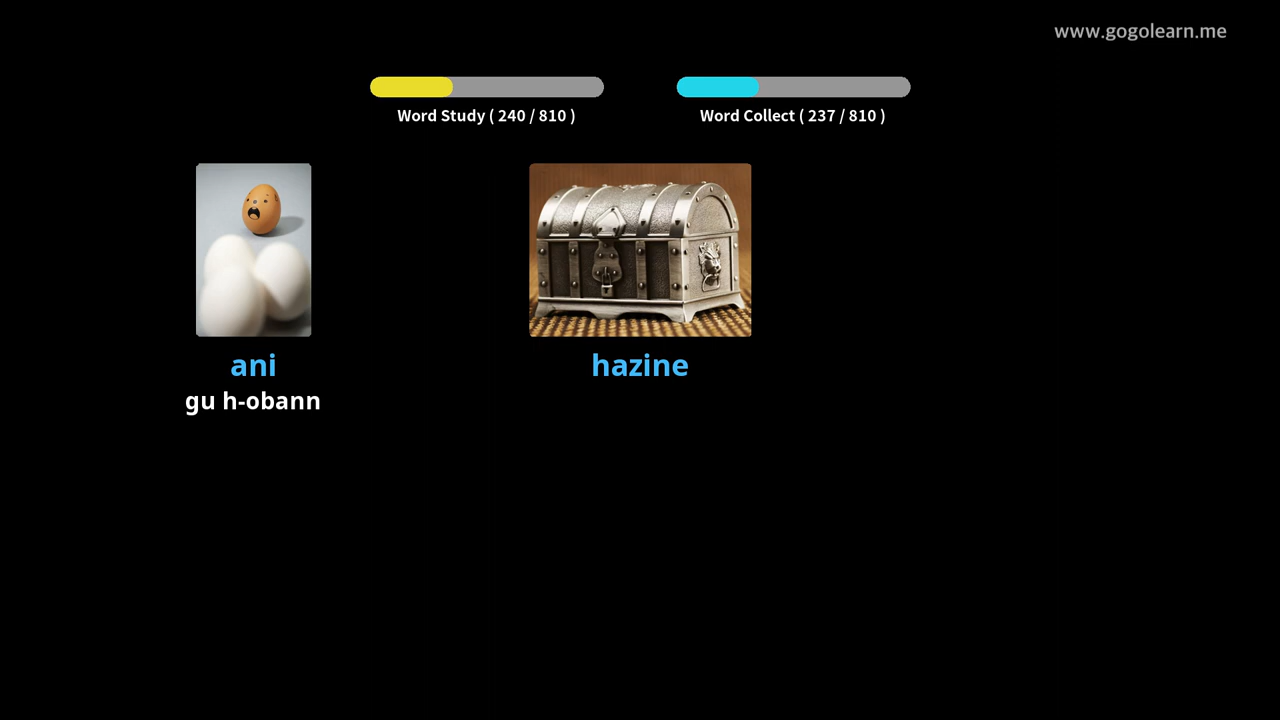 www.gogolearn.me
Word Study ( 240 / 810 )
Word Collect ( 237 / 810 )
ani
gu h-obann
hazine